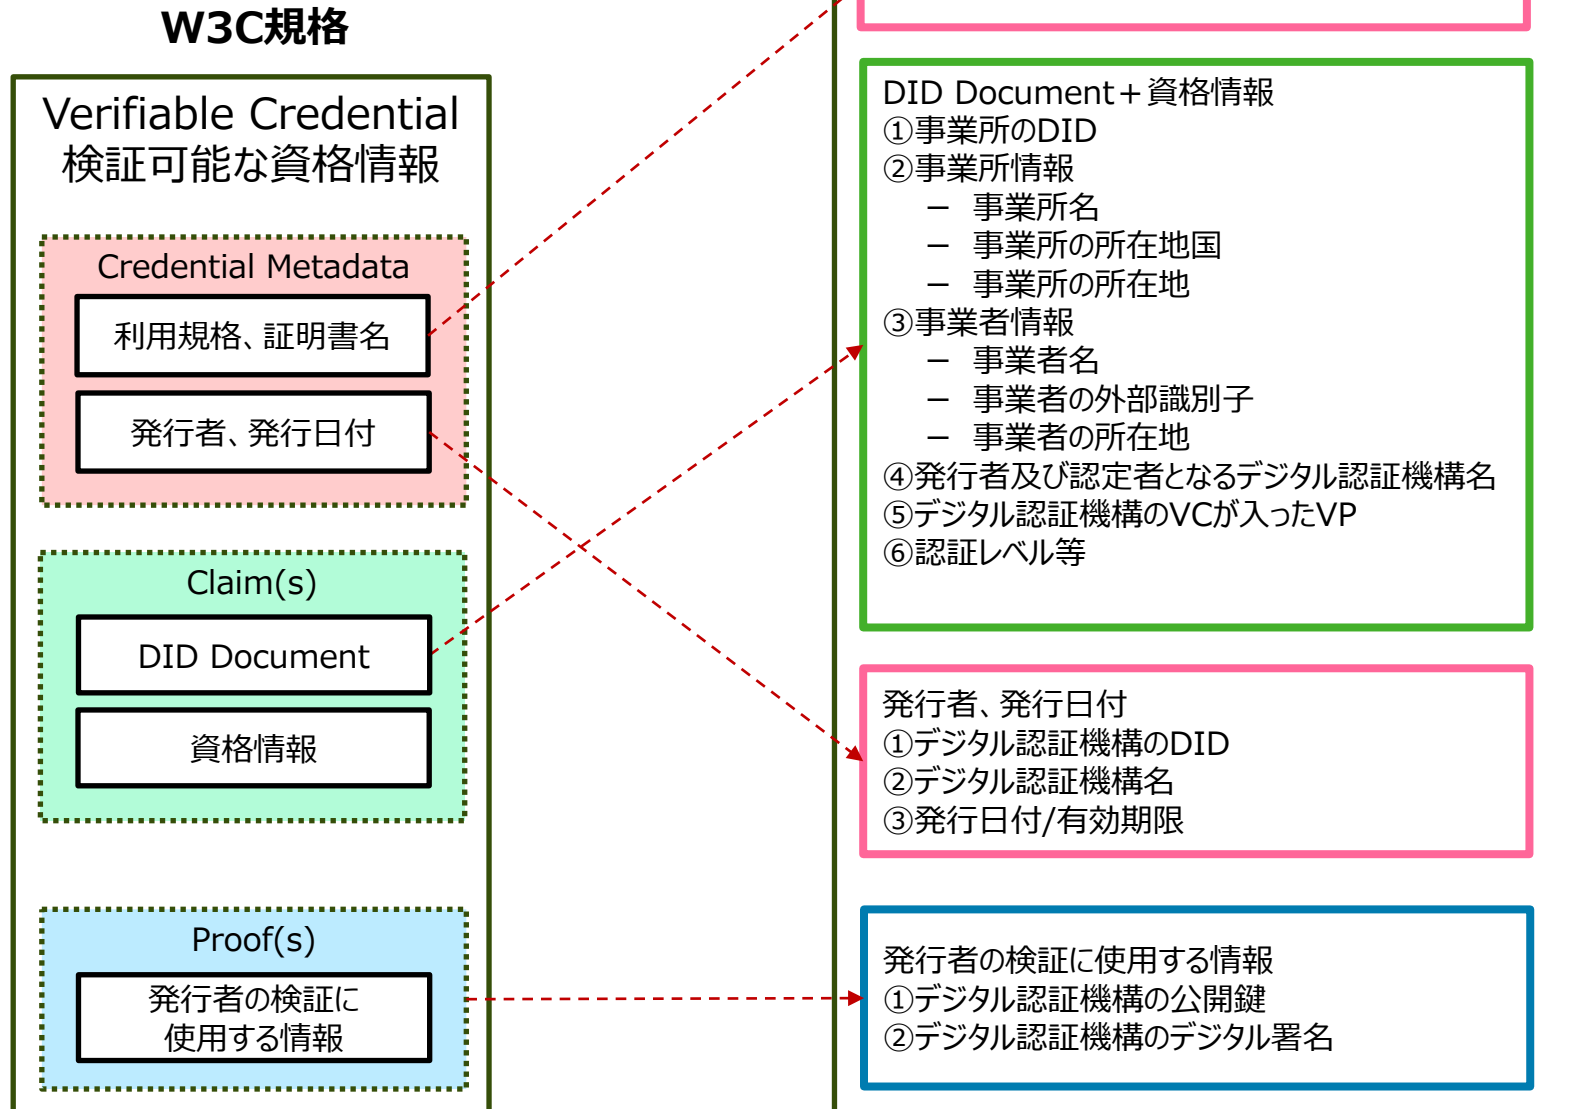 W3C規格
Verifiable Credential
検証可能な資格情報
Credential Metadata
利用規格、証明書名
発行者、発行日付
Claim(s)
DID Document
資格情報
Proof(s)
発行者の検証に
使用する情報
DID Document＋資格情報
①事業所のDID
②事業所情報
－ 事業所名
－ 事業所の所在地国
－ 事業所の所在地
③事業者情報
－ 事業者名
－ 事業者の外部識別子
－ 事業者の所在地
④発行者及び認定者となるデジタル認証機構名
⑤デジタル認証機構のVCが入ったVP
⑥認証レベル等
発行者、発行日付
①デジタル認証機構のDID
②デジタル認証機構名
③発行日付/有効期限
発行者の検証に使用する情報
①デジタル認証機構の公開鍵
②デジタル認証機構のデジタル署名